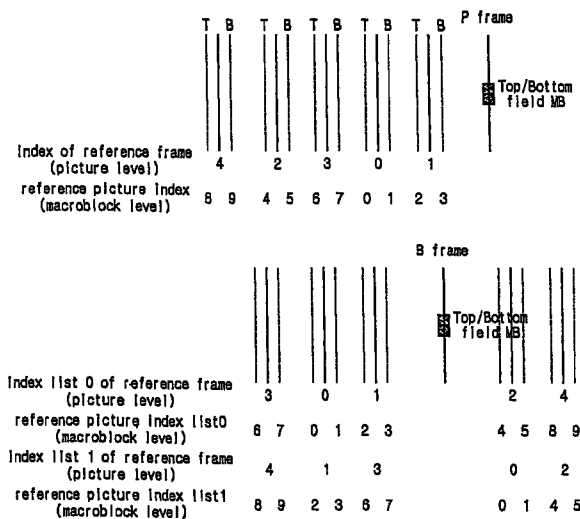 T B T B T B T B T B P frame
Top/Bottom
field MB
Index of reference frame
(picture level)
4 2 3 0 1
reference picture index
(macroblock level)
8 9 4 5 6 7 0 1 2 3
B frame
Top/Bottom
field MB
Index list 0 of reference frame
(picture level)
3 0 1 2 4
reference picture index list0
(macroblock level)
6 7 0 1 2 3 4 5 8 9
Index list 1 of reference frame
(picture level)
4 1 3 0 2
reference picture index list1
(macroblock level)
8 9 2 3 6 7 0 1 4 5